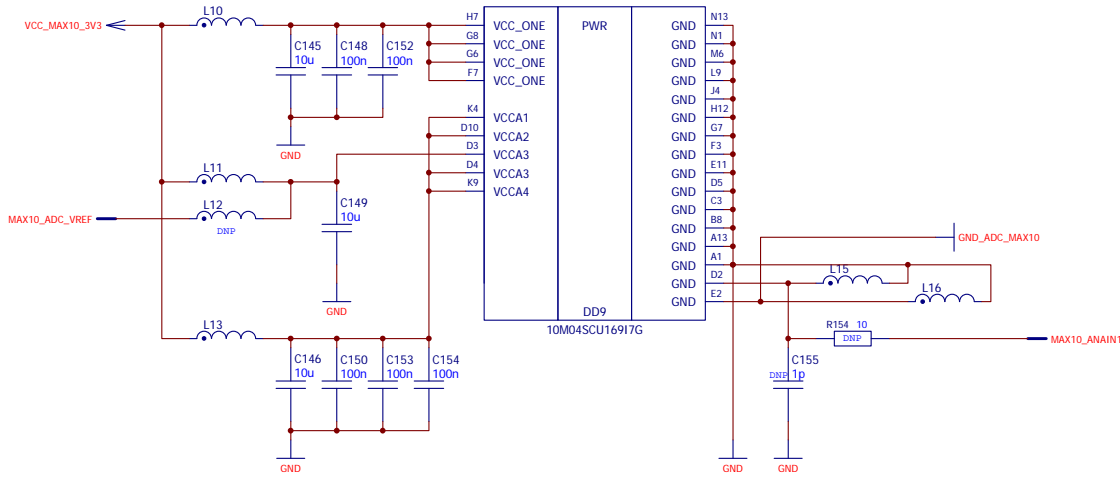 VCC_MAX10_3V3
L10
C145
10u
C148
100n
C152
100n
GND
L11
MAX10_ADC_VREF
L12
DNP
C149
10u
GND
L13
C146
10u
C150
100n
C153
100n
C154
100n
GND
H7 VCC_ONE
G8 VCC_ONE
G6 VCC_ONE
F7 VCC_ONE
K4 VCCA1
D10 VCCA2
D3 VCCA3
D4 VCCA3
K9 VCCA4
PWR
DD9
10M04SCU169I7G
GND N13
GND N1
GND M6
GND L9
GND J4
GND H12
GND G7
GND F3
GND E11
GND D5
GND C3
GND B8
GND A13
GND A1
GND D2
GND E2
GND_ADC_MAX10
L15
L16
R154 10
DNP
MAX10_ANAIN1
C155
DNP 1p
GND
GND